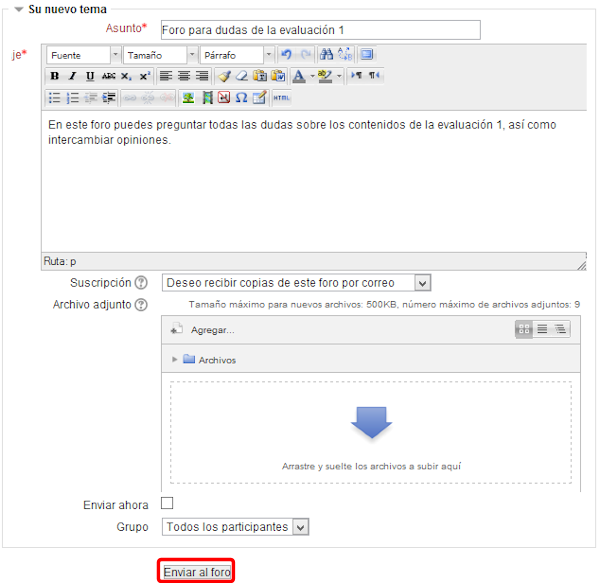 Su nuevo tema
Asunto* Foro para dudas de la evaluación 1
je*
Fuente Tamaño Párrafo
B I U ABC X₂ X²
HTML
En este foro puedes preguntar todas las dudas sobre los contenidos de la evaluación 1, así como
intercambiar opiniones.
Ruta: p
Suscripción Deseo recibir copias de este foro por correo
Archivo adjunto Tamaño máximo para nuevos archivos: 500KB, número máximo de archivos adjuntos: 9
Agregar...
Archivos
Arrastre y suelte los archivos a subir aquí
Enviar ahora
Grupo Todos los participantes
Enviar al foro